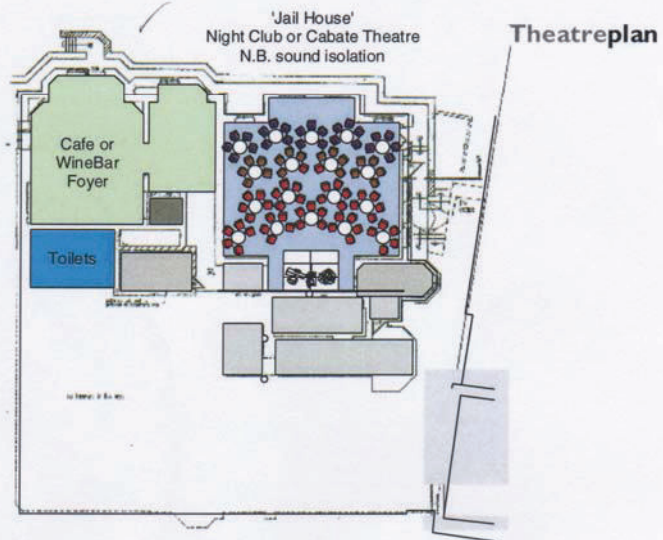 'Jail House'
Night Club or Cabate Theatre
N.B. sound isolation
Theatreplan
Cafe or
WineBar
Foyer
Toilets